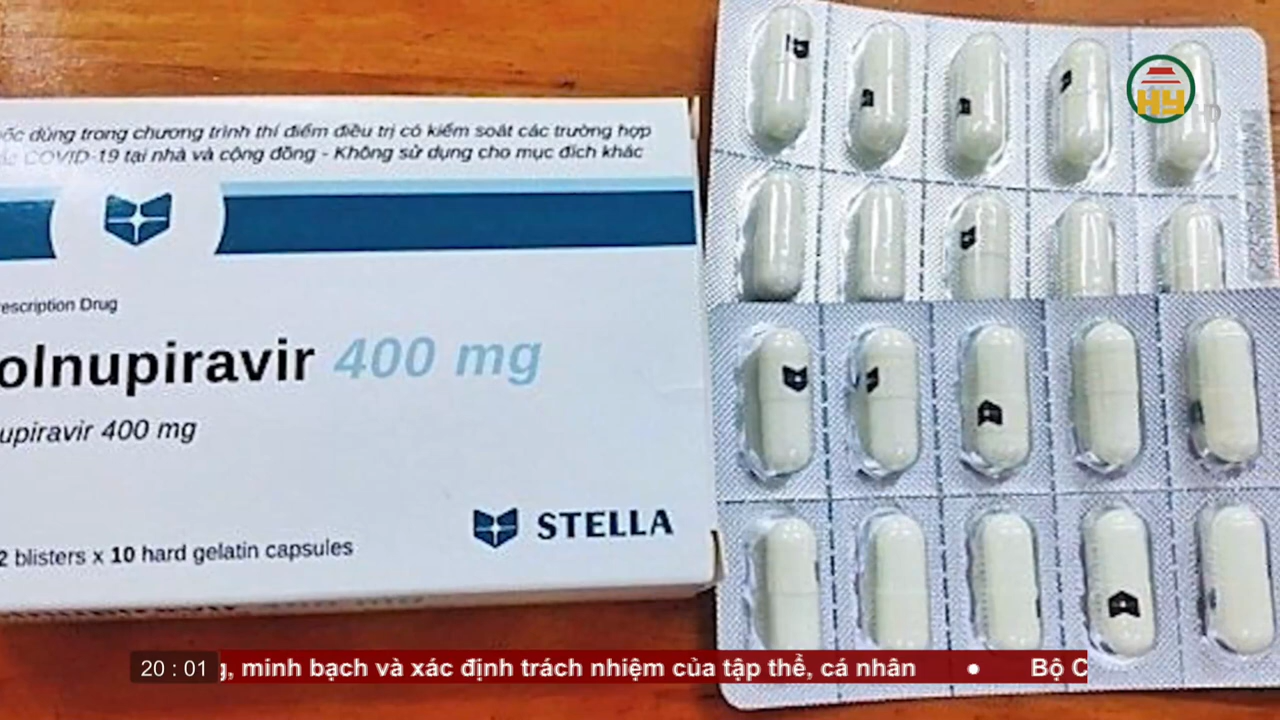 ốc dùng trong chương trình thí điểm điều trị có kiểm soát các trường hợp
COVID-19 tại nhà và cộng đồng - Không sử dụng cho mục đích khác
escription Drug
olnupiravir 400 mg
upiravir 400 mg
STELLA
2 blisters x 10 hard gelatin capsules
HY
HD
20 : 01
g, minh bạch và xác định trách nhiệm của tập thể, cá nhân • Bộ C